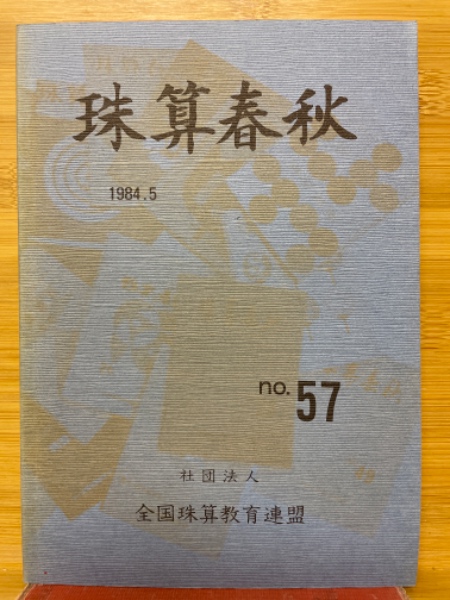 珠算春秋
1984.5
no.57
社団法人
全国珠算教育連盟